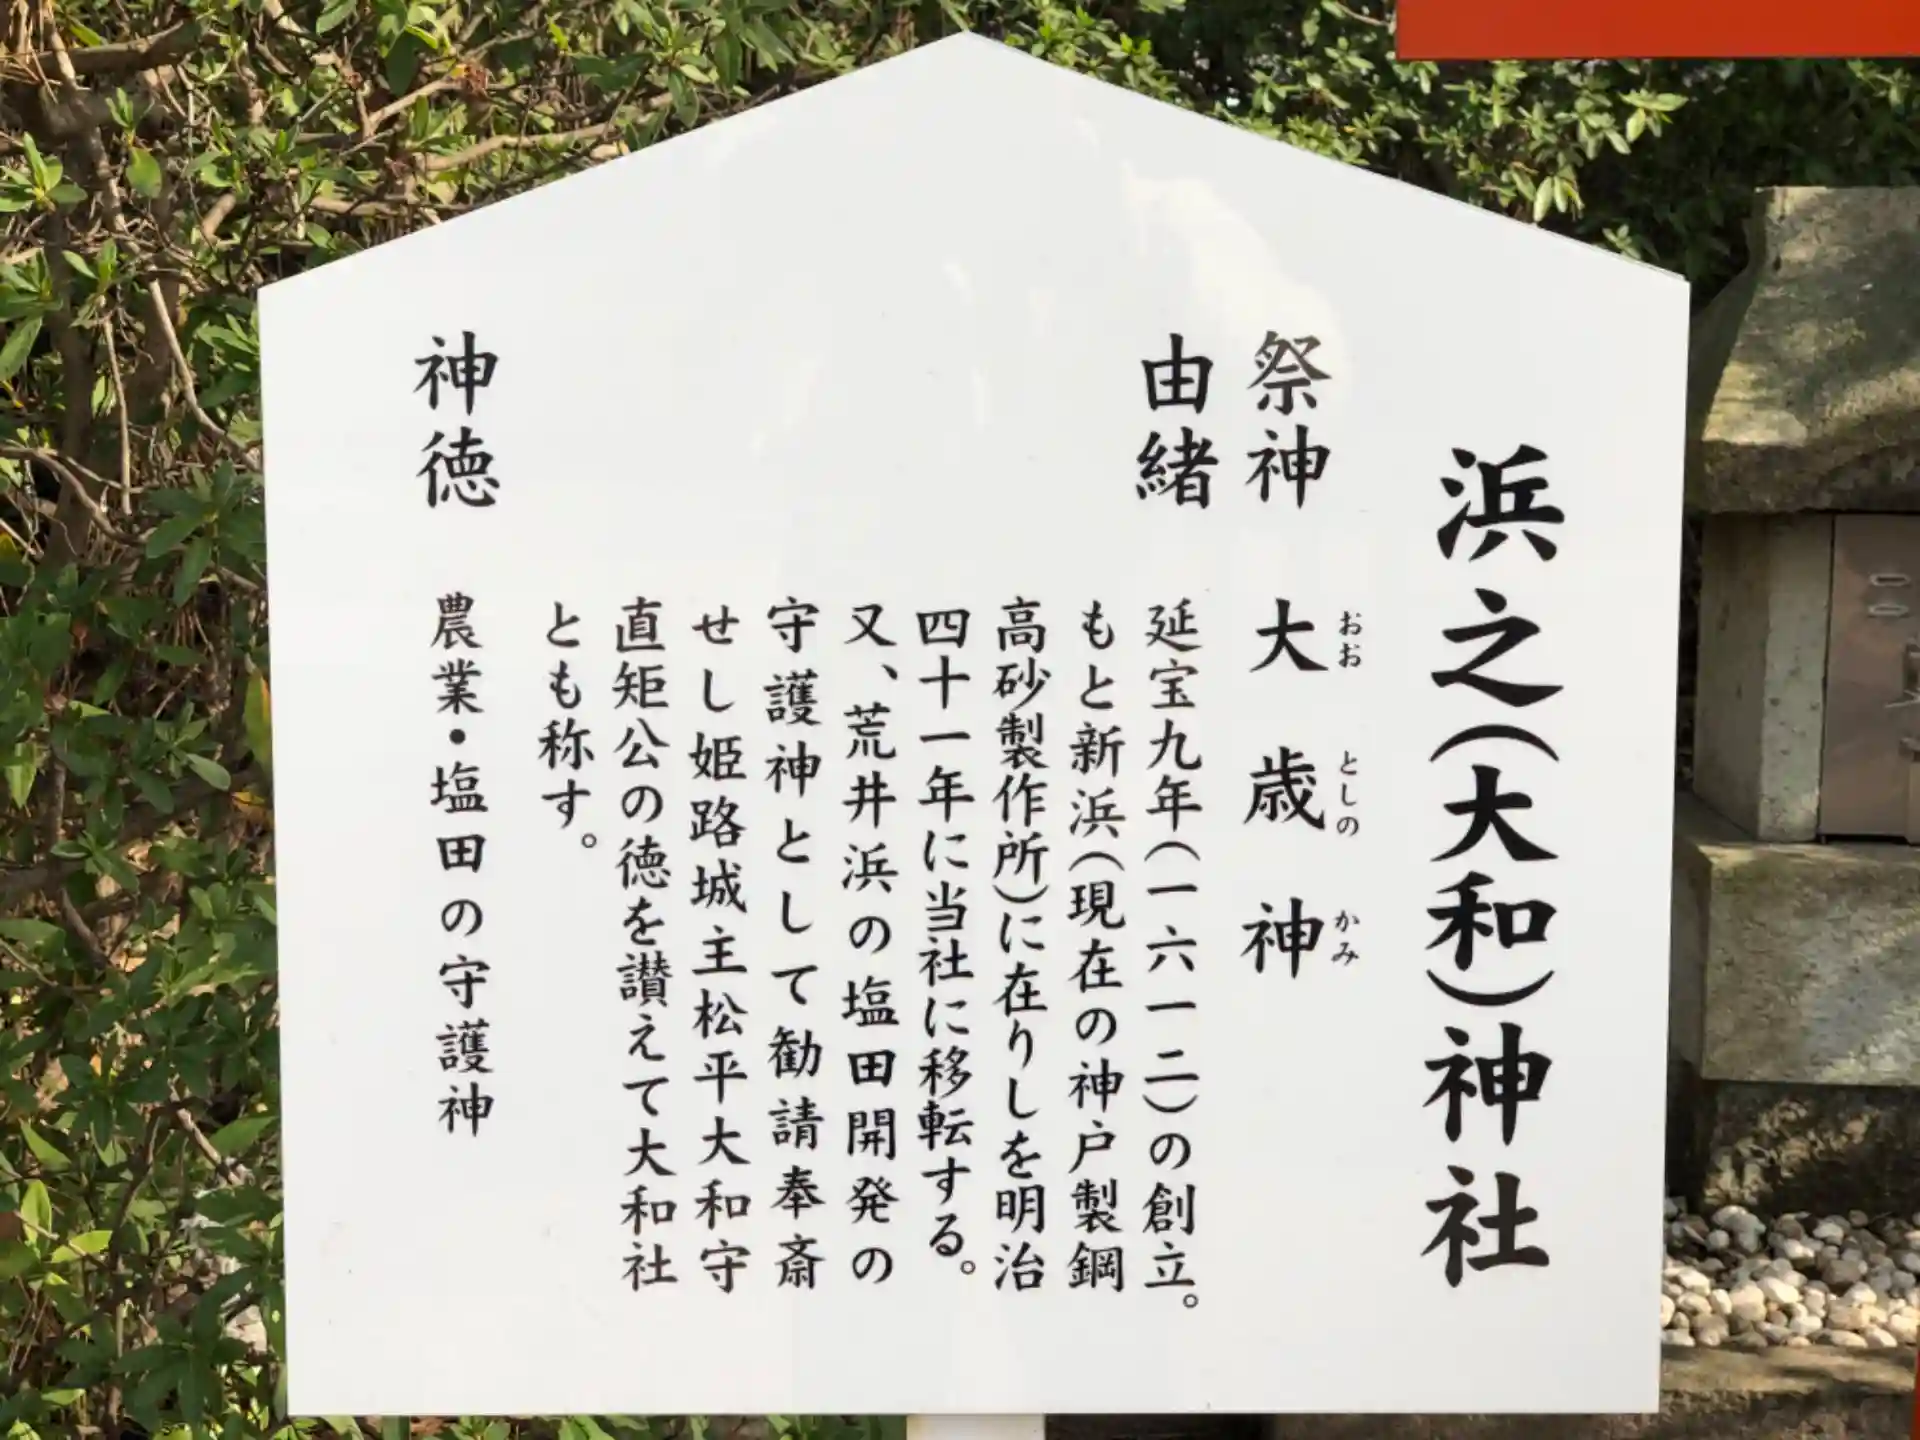 浜之(大和)神社
祭神 大歳神
おお としの かみ
由緒 延宝九年(一六一二)の創立。
もと新浜(現在の神戸製鋼
高砂製作所)に在りしを明治
四十一年に当社に移転する。
又、荒井浜の塩田開発の
守護神として勧請奉斎
せし姫路城主松平大和守
直矩公の徳を讃えて大和社
とも称す。
神徳 農業・塩田の守護神